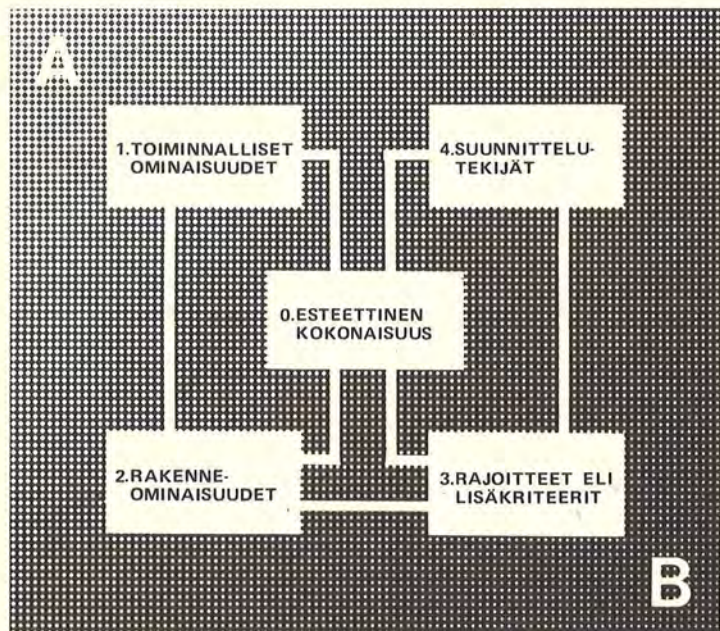 A
1.TOIMINNALLISET
OMINAISUUDET
4.SUUNNITTELU-
TEKIJÄT
0.ESTEETTINEN
KOKONAISUUS
2.RAKENNE-
OMINAISUUDET
3.RAJOITTEET ELI
LISÄKRITEERIT
B